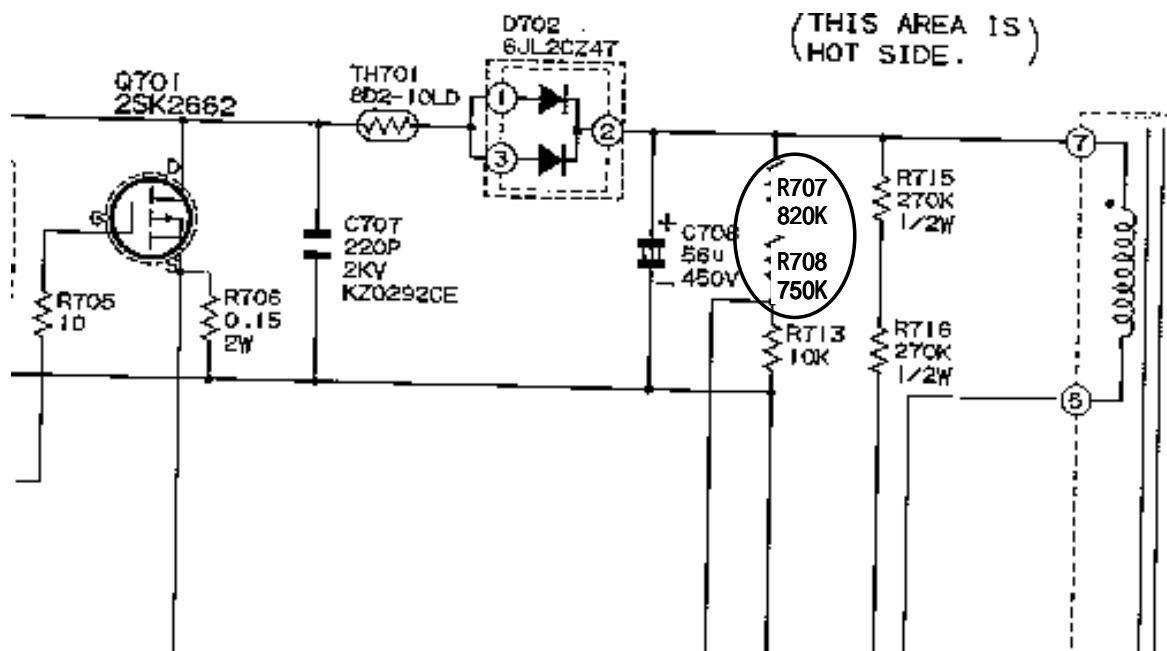 (THIS AREA IS)
(HOT SIDE.)
D702
6JL2CZ47
TH701
8D2-10LD
Q701
2SK2662
1
2
3
D
G
S
C707
220P
2KV
KZ0292CE
R705
10
R706
0.15
2W
+
C708
56u
450V
-
R707
820K
R708
750K
R713
10K
R715
270K
1/2W
R716
270K
1/2W
7